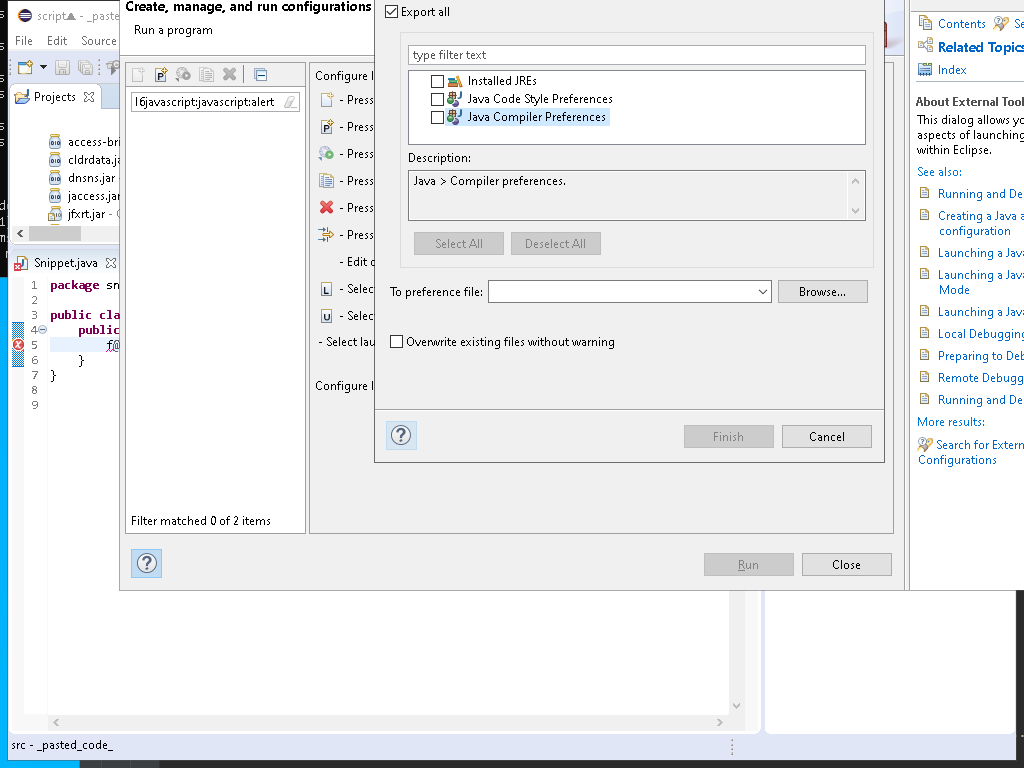 script - _paste
File Edit Source
Projects
access-bri
cldrdata.ja
dnsns.jar
jaccess.jar
jfxrt.jar
Snippet.java
1 package sn
2
3 public cla
4 public
5 f@
6 }
7 }
8
9
src - _pasted_code_
Create, manage, and run configurations
Run a program
l6javascript:javascript:alert
Filter matched 0 of 2 items
Configure l
- Press
- Press
- Press
- Press
- Press
- Press
- Edit c
- Selec
- Selec
- Select lau
Configure l
Run
Close
Export all
type filter text
Installed JREs
Java Code Style Preferences
Java Compiler Preferences
Description:
Java > Compiler preferences.
Select All
Deselect All
To preference file:
Browse...
Overwrite existing files without warning
Finish
Cancel
Contents
Se
Related Topics
Index
About External Tool
This dialog allows yo
aspects of launching
within Eclipse.
See also:
Running and De
Creating a Java a
configuration
Launching a Java
Launching a Java
Mode
Launching a Java
Local Debugging
Preparing to Deb
Remote Debugg
Running and De
More results:
Search for Extern
Configurations